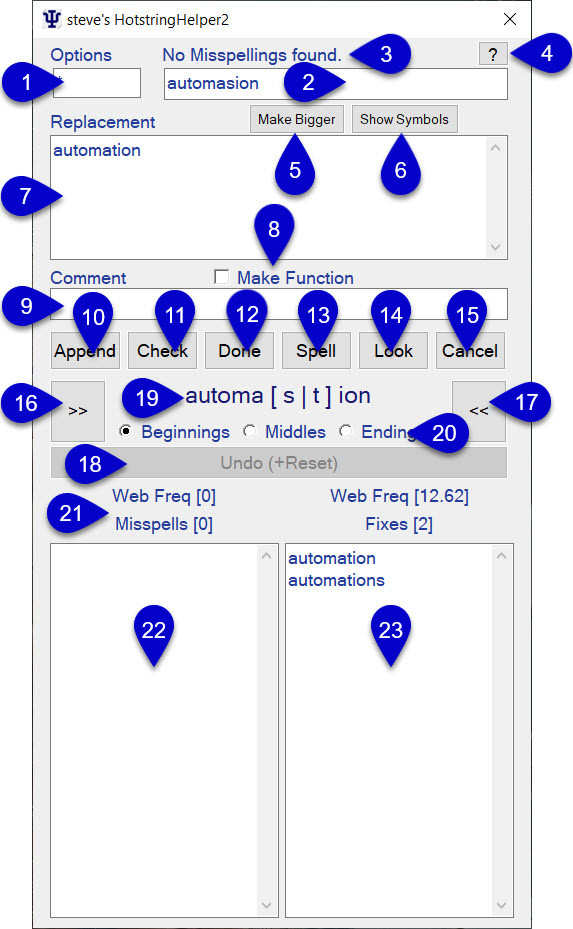 steve's HotstringHelper2
Options No Misspellings found. 3 ? 4
1 * automasion 2
Replacement Make Bigger Show Symbols
automation 5 6
7
8
Comment Make Function
9
10 11 12 13 14 15
Append Check Done Spell Look Cancel
16 >> 19 automa [ s | t ] ion << 17
Beginnings Middles Ending 20
18 Undo (+Reset)
Web Freq [0] Web Freq [12.62]
21 Misspells [0] Fixes [2]
automation
automations
22 23